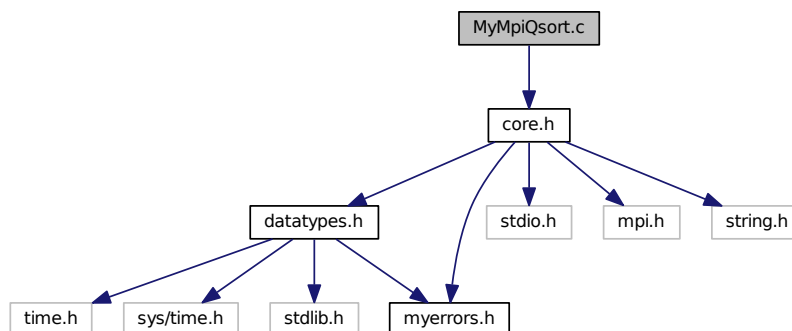 MyMpiQsort.c
core.h
datatypes.h
stdio.h
mpi.h
string.h
time.h
sys/time.h
stdlib.h
myerrors.h